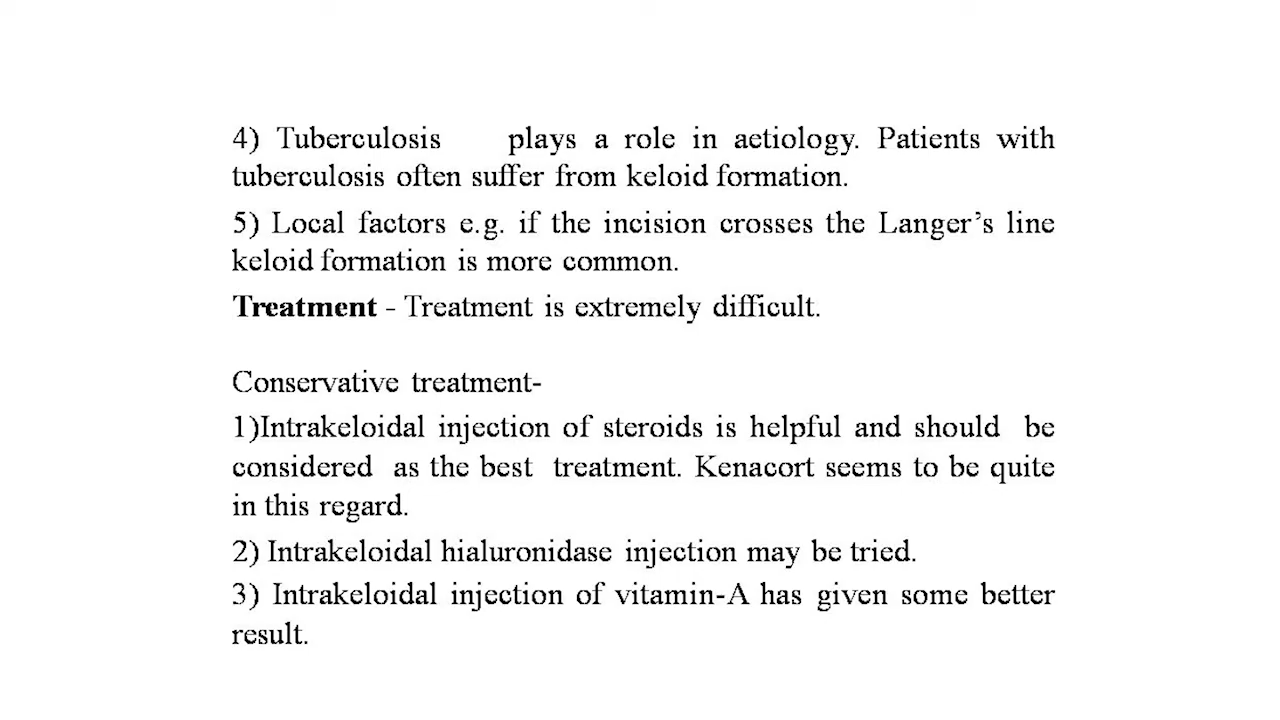 4) Tuberculosis plays a role in aetiology. Patients with
tuberculosis often suffer from keloid formation.
5) Local factors e.g. if the incision crosses the Langer’s line
keloid formation is more common.
Treatment - Treatment is extremely difficult.
Conservative treatment-
1)Intrakeloidal injection of steroids is helpful and should be
considered as the best treatment. Kenacort seems to be quite
in this regard.
2) Intrakeloidal hialuronidase injection may be tried.
3) Intrakeloidal injection of vitamin-A has given some better
result.